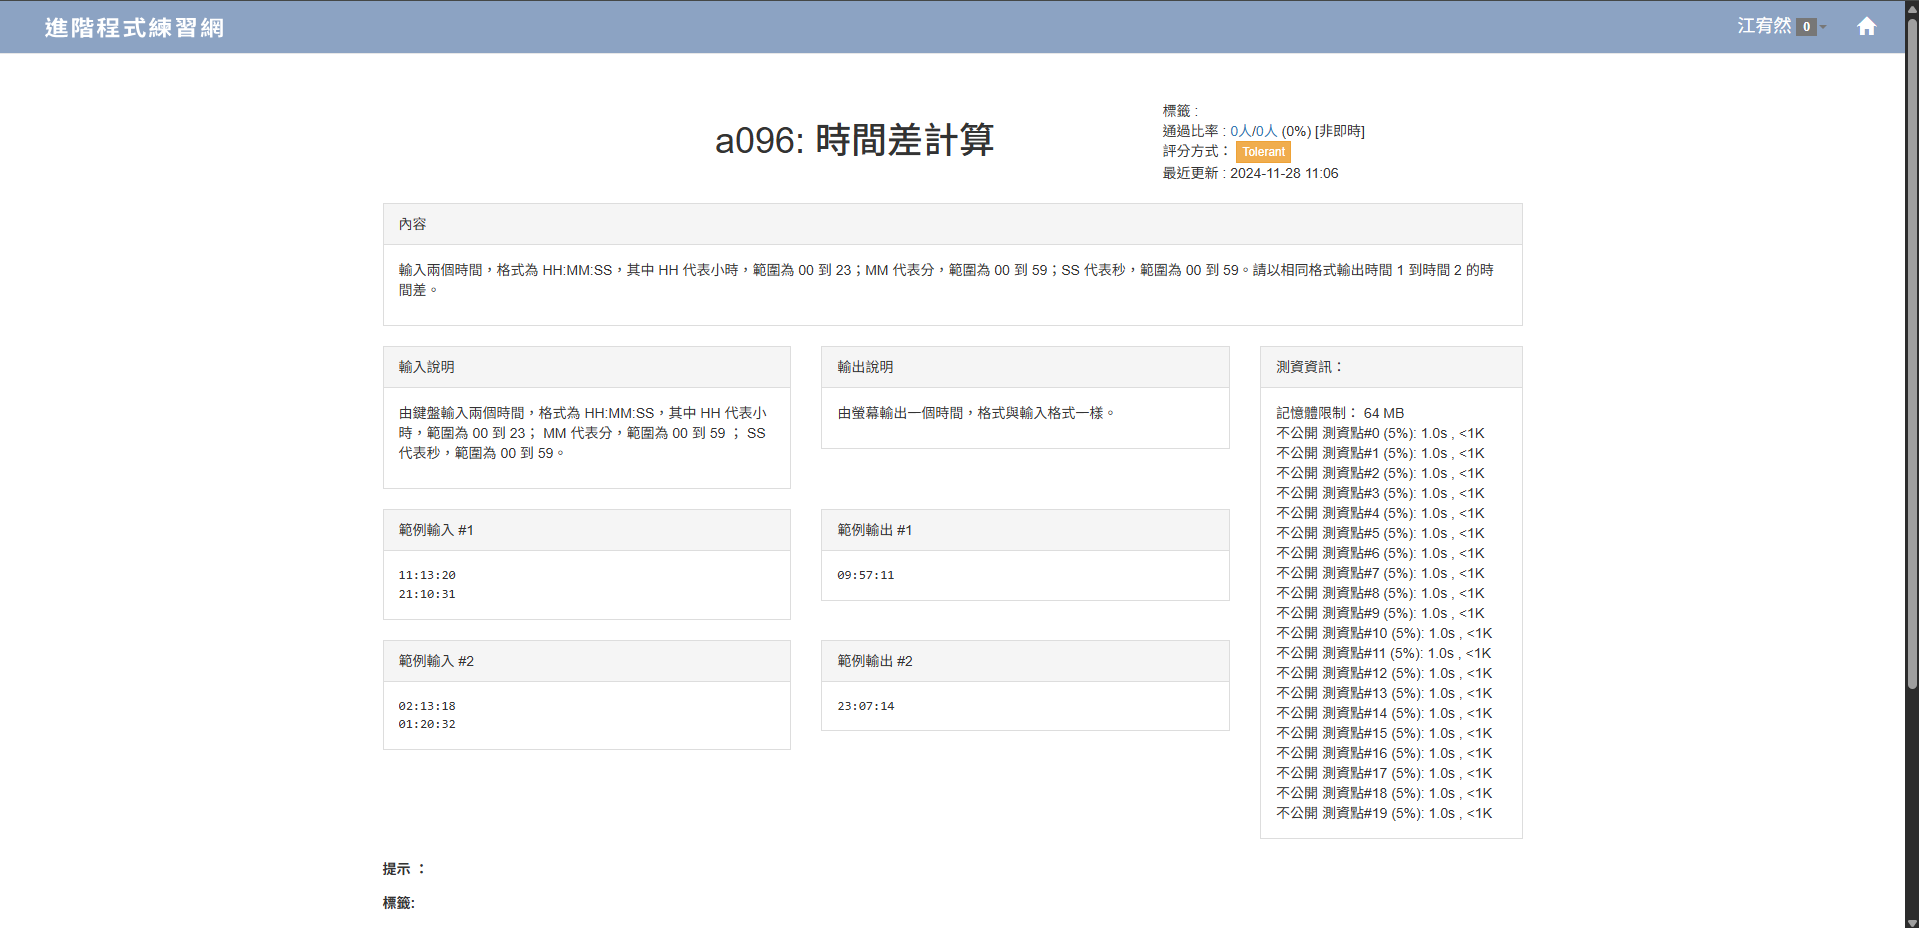 進階程式練習網
江宥然 0
a096: 時間差計算
標籤 :
通過比率 : 0人/0人 (0%) [非即時]
評分方式： Tolerant
最近更新 : 2024-11-28 11:06
內容
輸入兩個時間，格式為 HH:MM:SS，其中 HH 代表小時，範圍為 00 到 23；MM 代表分，範圍為 00 到 59；SS 代表秒，範圍為 00 到 59。請以相同格式輸出時間 1 到時間 2 的時
間差。
輸入說明
由鍵盤輸入兩個時間，格式為 HH:MM:SS，其中 HH 代表小
時，範圍為 00 到 23； MM 代表分，範圍為 00 到 59 ； SS
代表秒，範圍為 00 到 59。
輸出說明
由螢幕輸出一個時間，格式與輸入格式一樣。
範例輸入 #1
11:13:20
21:10:31
範例輸出 #1
09:57:11
範例輸入 #2
02:13:18
01:20:32
範例輸出 #2
23:07:14
測資資訊：
記憶體限制： 64 MB
不公開 測資點#0 (5%): 1.0s , <1K
不公開 測資點#1 (5%): 1.0s , <1K
不公開 測資點#2 (5%): 1.0s , <1K
不公開 測資點#3 (5%): 1.0s , <1K
不公開 測資點#4 (5%): 1.0s , <1K
不公開 測資點#5 (5%): 1.0s , <1K
不公開 測資點#6 (5%): 1.0s , <1K
不公開 測資點#7 (5%): 1.0s , <1K
不公開 測資點#8 (5%): 1.0s , <1K
不公開 測資點#9 (5%): 1.0s , <1K
不公開 測資點#10 (5%): 1.0s , <1K
不公開 測資點#11 (5%): 1.0s , <1K
不公開 測資點#12 (5%): 1.0s , <1K
不公開 測資點#13 (5%): 1.0s , <1K
不公開 測資點#14 (5%): 1.0s , <1K
不公開 測資點#15 (5%): 1.0s , <1K
不公開 測資點#16 (5%): 1.0s , <1K
不公開 測資點#17 (5%): 1.0s , <1K
不公開 測資點#18 (5%): 1.0s , <1K
不公開 測資點#19 (5%): 1.0s , <1K
提示 ：
標籤: